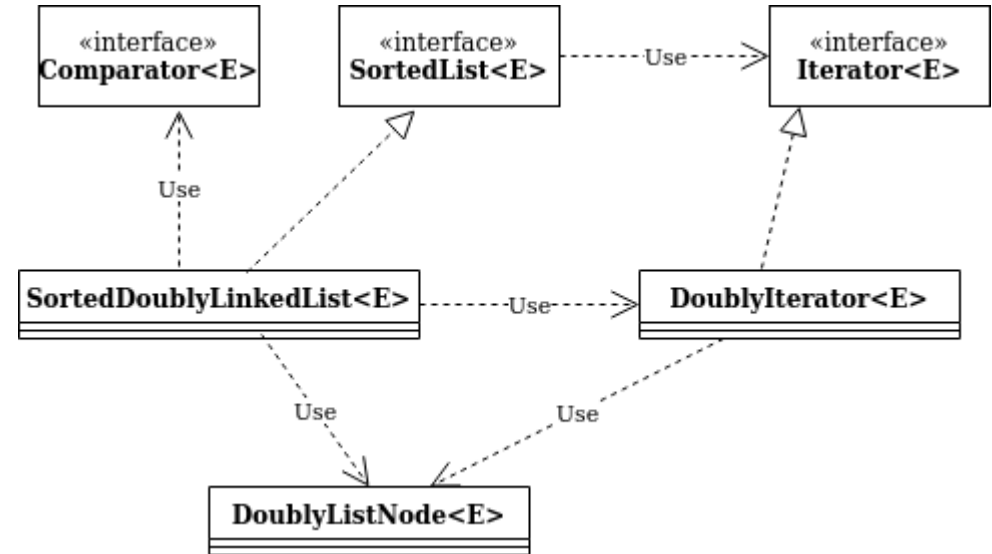 «interface»
Comparator<E>
«interface»
SortedList<E>
Use
«interface»
Iterator<E>
Use
SortedDoublyLinkedList<E>
Use
DoublyIterator<E>
Use
Use
DoublyListNode<E>